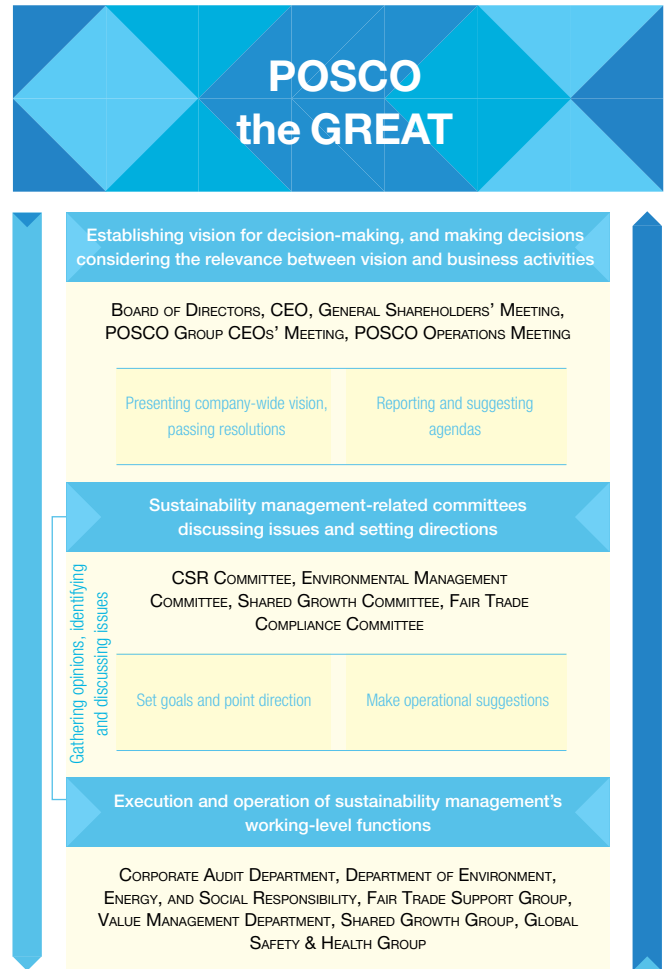 POSCO
the GREAT
Establishing vision for decision-making, and making decisions
considering the relevance between vision and business activities
Board of Directors, CEO, General Shareholders' Meeting,
POSCO Group CEOs' Meeting, POSCO Operations Meeting
Presenting company-wide vision,
passing resolutions
Reporting and suggesting
agendas
Sustainability management-related committees
discussing issues and setting directions
Gathering opinions, identifying
and discussing issues
CSR Committee, Environmental Management
Committee, Shared Growth Committee, Fair Trade
Compliance Committee
Set goals and point direction
Make operational suggestions
Execution and operation of sustainability management's
working-level functions
Corporate Audit Department, Department of Environment,
Energy, and Social Responsibility, Fair Trade Support Group,
Value Management Department, Shared Growth Group, Global
Safety & Health Group